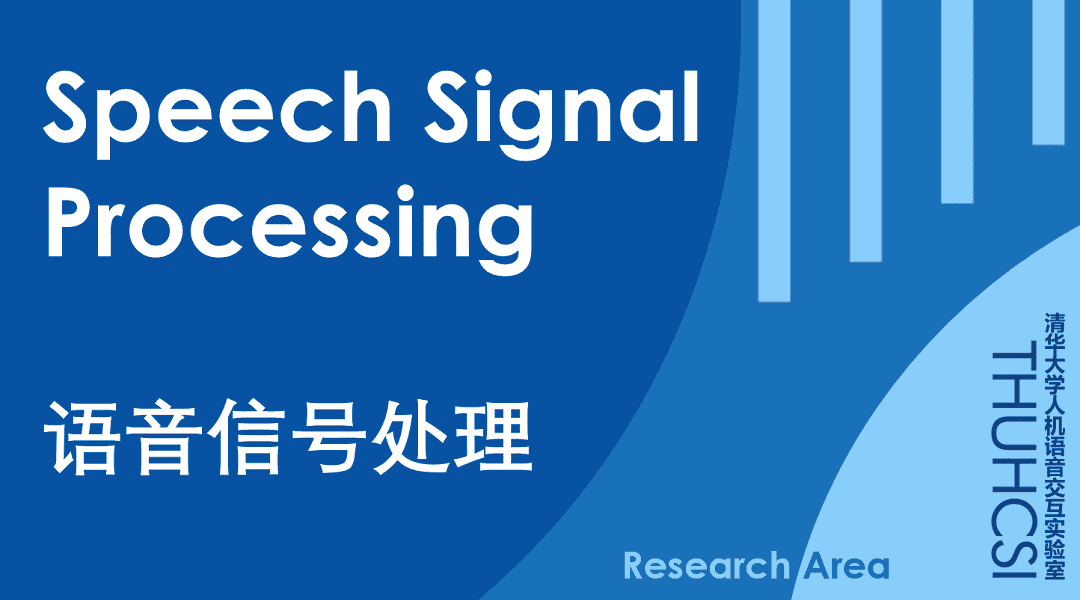 Speech Signal
Processing
语音信号处理
Research Area
THUHCSI
清华大学人机语音交互实验室